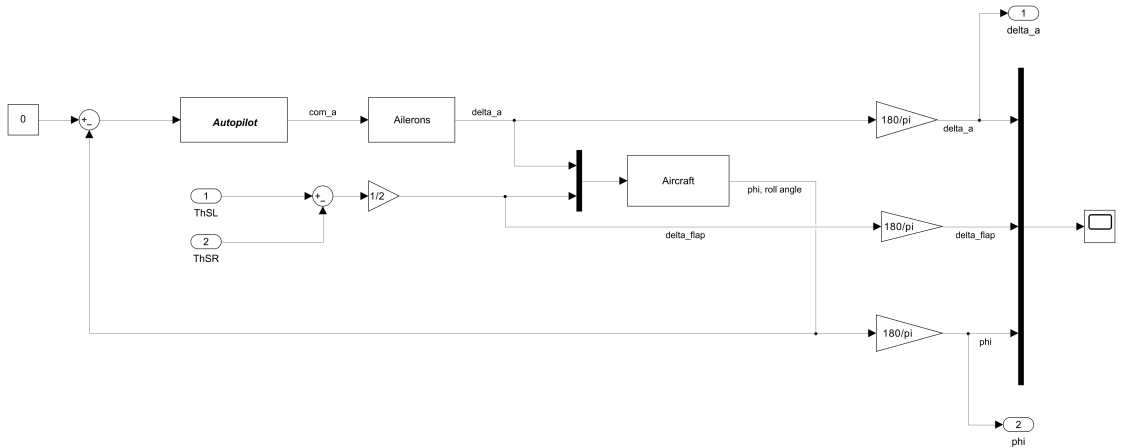 1
delta_a
0
+
_
Autopilot
com_a
Ailerons
delta_a
180/pi
delta_a
Aircraft
phi, roll angle
1
ThSL
+
_
1/2
2
ThSR
delta_flap
180/pi
delta_flap
180/pi
phi
2
phi